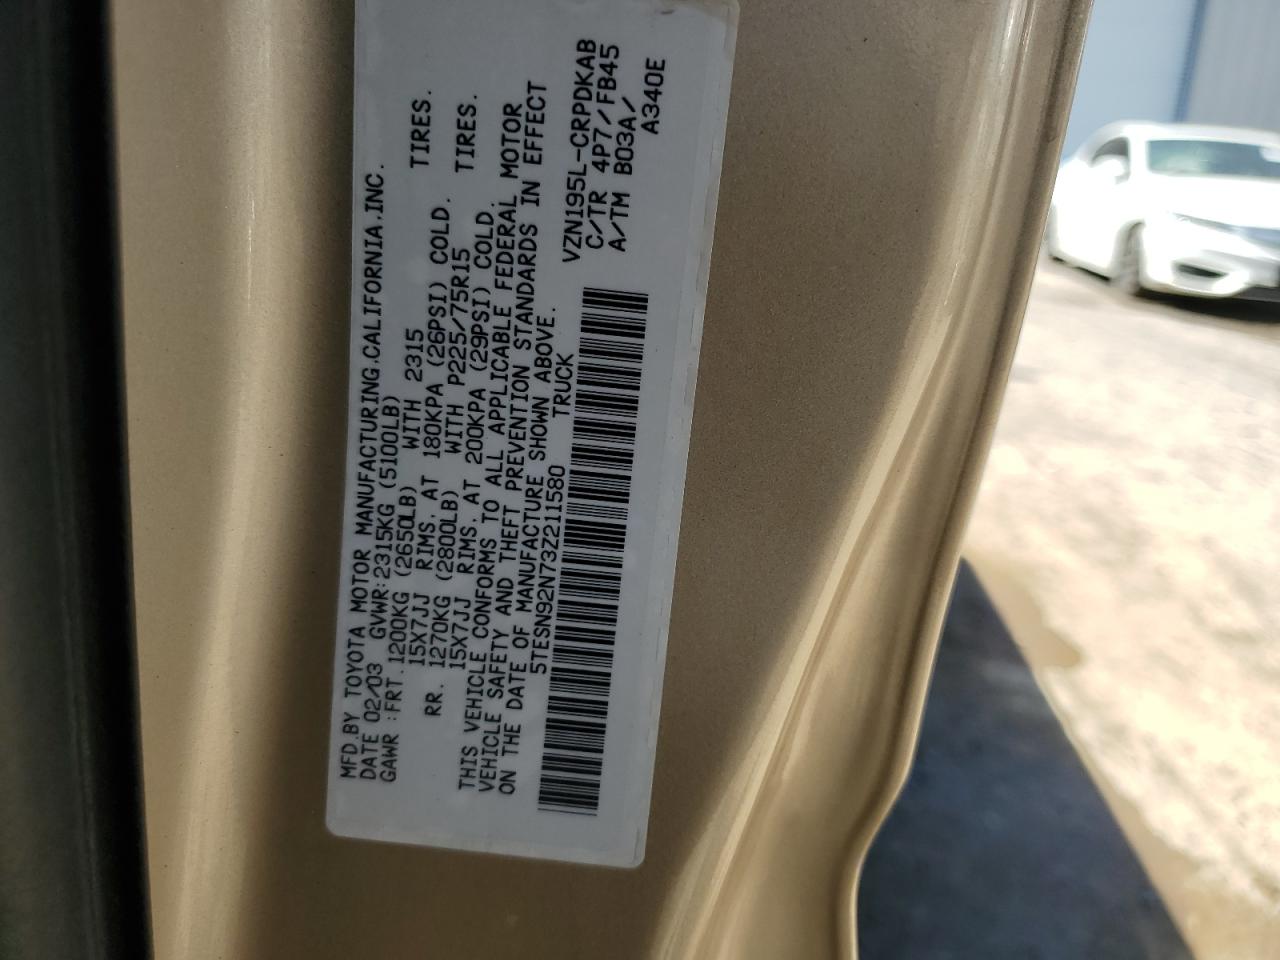 MFD.BY TOYOTA MOTOR MANUFACTURING.CALIFORNIA.INC.
DATE 02/03 GVWR:2315KG (5100LB)
GAWR :FRT.1200KG (2650LB) WITH 2315 TIRES.
15X7JJ RIMS. AT 180KPA (26PSI) COLD.
RR. 1270KG (2800LB) WITH P225/75R15 TIRES.
15X7JJ RIMS. AT 200KPA (29PSI) COLD.
THIS VEHICLE CONFORMS TO ALL APPLICABLE FEDERAL MOTOR
VEHICLE SAFETY AND THEFT PREVENTION STANDARDS IN EFFECT
ON THE DATE OF MANUFACTURE SHOWN ABOVE.
5TESN92N73Z211580 TRUCK
VZN195L-CRPDKAB
C/TR 4P7/FB45
A/TM B03A/
A340E